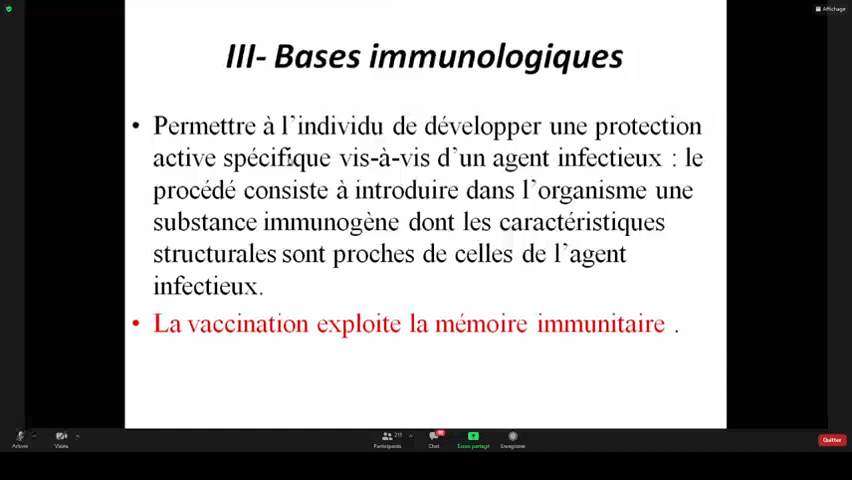 Affichage
III- Bases immunologiques
• Permettre à l'individu de développer une protection
active spécifique vis-à-vis d'un agent infectieux : le
procédé consiste à introduire dans l'organisme une
substance immunogène dont les caractéristiques
structurales sont proches de celles de l'agent
infectieux.
• La vaccination exploite la mémoire immunitaire .
Activer Vidéo Participants Chat Écran partagé Enregistrer Quitter